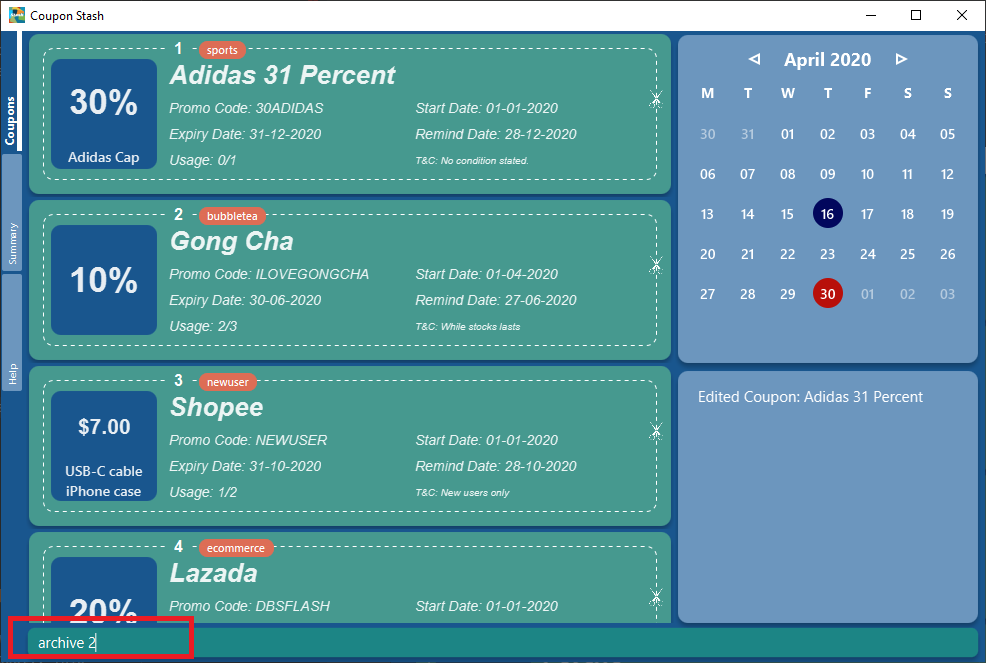 Coupon Stash
Coupons
Summary
Help
1 sports
30%
Adidas Cap
Adidas 31 Percent
Promo Code: 30ADIDAS Start Date: 01-01-2020
Expiry Date: 31-12-2020 Remind Date: 28-12-2020
Usage: 0/1 T&C: No condition stated.
2 bubbletea
10%
Gong Cha
Promo Code: ILOVEGONGCHA Start Date: 01-04-2020
Expiry Date: 30-06-2020 Remind Date: 27-06-2020
Usage: 2/3 T&C: While stocks lasts
3 newuser
$7.00
USB-C cable
iPhone case
Shopee
Promo Code: NEWUSER Start Date: 01-01-2020
Expiry Date: 31-10-2020 Remind Date: 28-10-2020
Usage: 1/2 T&C: New users only
4 ecommerce
20%
Lazada
Promo Code: DBSFLASH Start Date: 01-01-2020
archive 2
April 2020
M T W T F S S
30 31 01 02 03 04 05
06 07 08 09 10 11 12
13 14 15 16 17 18 19
20 21 22 23 24 25 26
27 28 29 30 01 02 03
Edited Coupon: Adidas 31 Percent